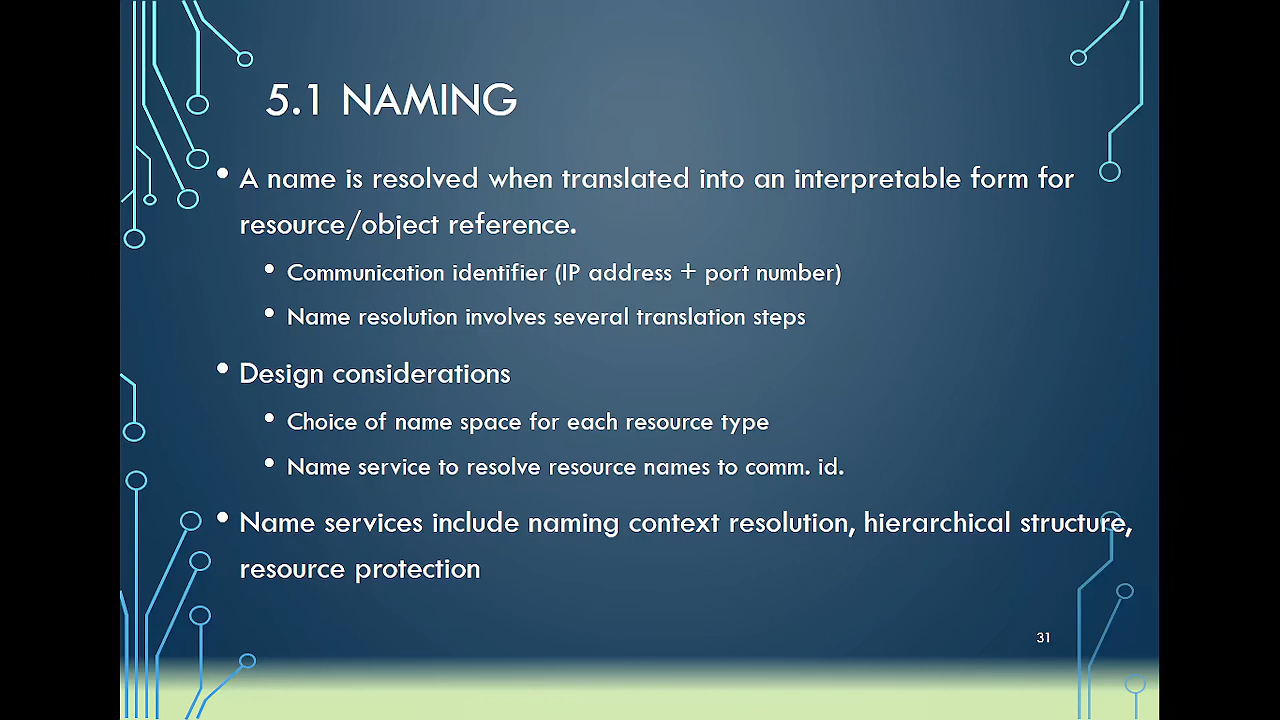 5.1 NAMING
• A name is resolved when translated into an interpretable form for
resource/object reference.
• Communication identifier (IP address + port number)
• Name resolution involves several translation steps
• Design considerations
• Choice of name space for each resource type
• Name service to resolve resource names to comm. id.
• Name services include naming context resolution, hierarchical structure,
resource protection
31